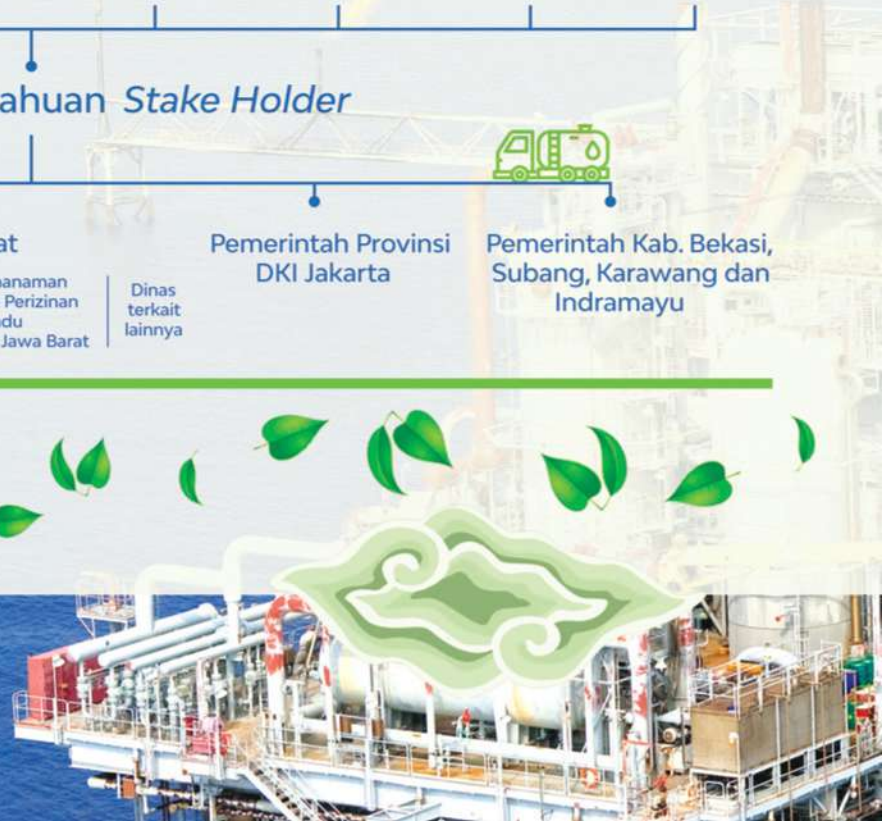 ahuan Stake Holder
at
anaman
Perizinan
du
Jawa Barat
Dinas
terkait
lainnya
Pemerintah Provinsi
DKI Jakarta
Pemerintah Kab. Bekasi,
Subang, Karawang dan
Indramayu